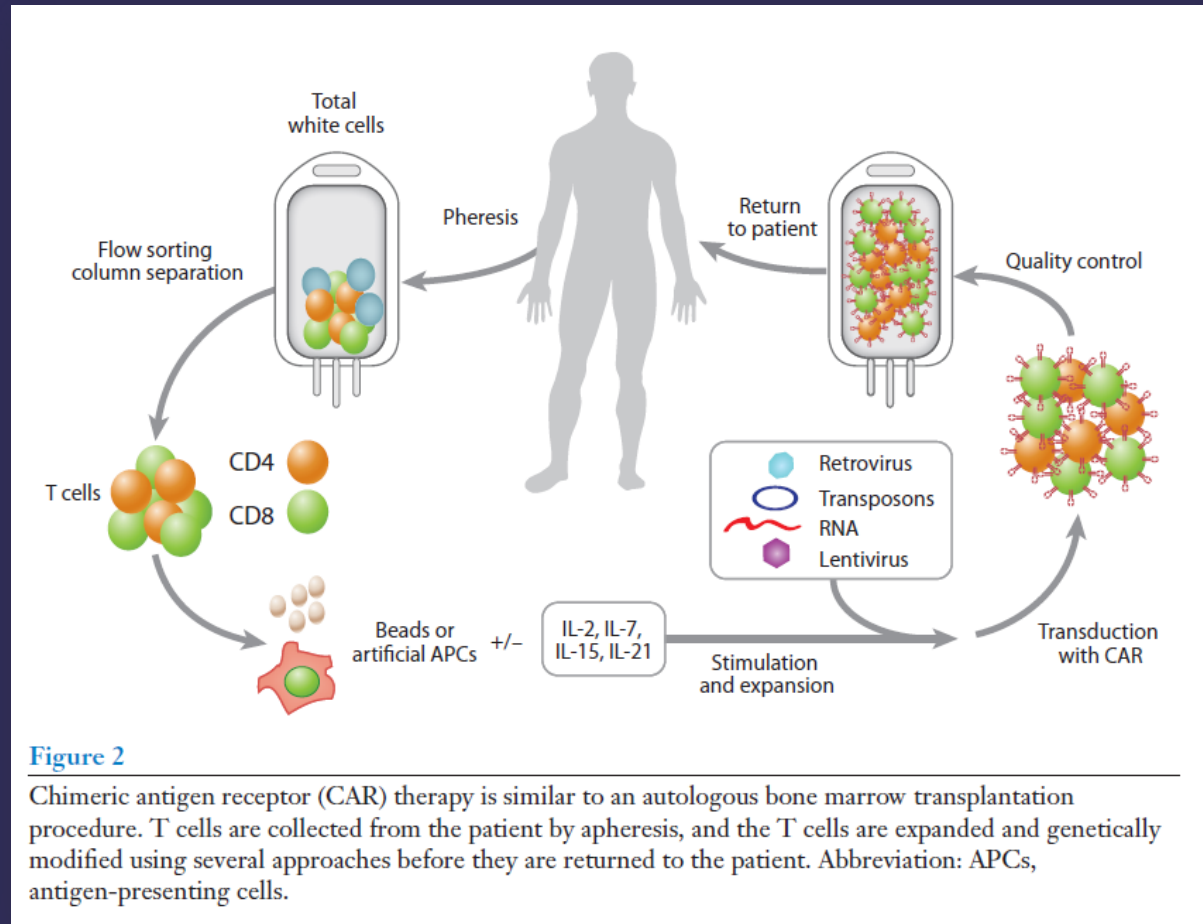 Total
white cells
Pheresis
Return
to patient
Flow sorting
column separation
Quality control
T cells
CD4
CD8
Retrovirus
Transposons
RNA
Lentivirus
Beads or
artificial APCs
+/–
IL-2, IL-7,
IL-15, IL-21
Stimulation
and expansion
Transduction
with CAR
Figure 2
Chimeric antigen receptor (CAR) therapy is similar to an autologous bone marrow transplantation
procedure. T cells are collected from the patient by apheresis, and the T cells are expanded and genetically
modified using several approaches before they are returned to the patient. Abbreviation: APCs,
antigen-presenting cells.